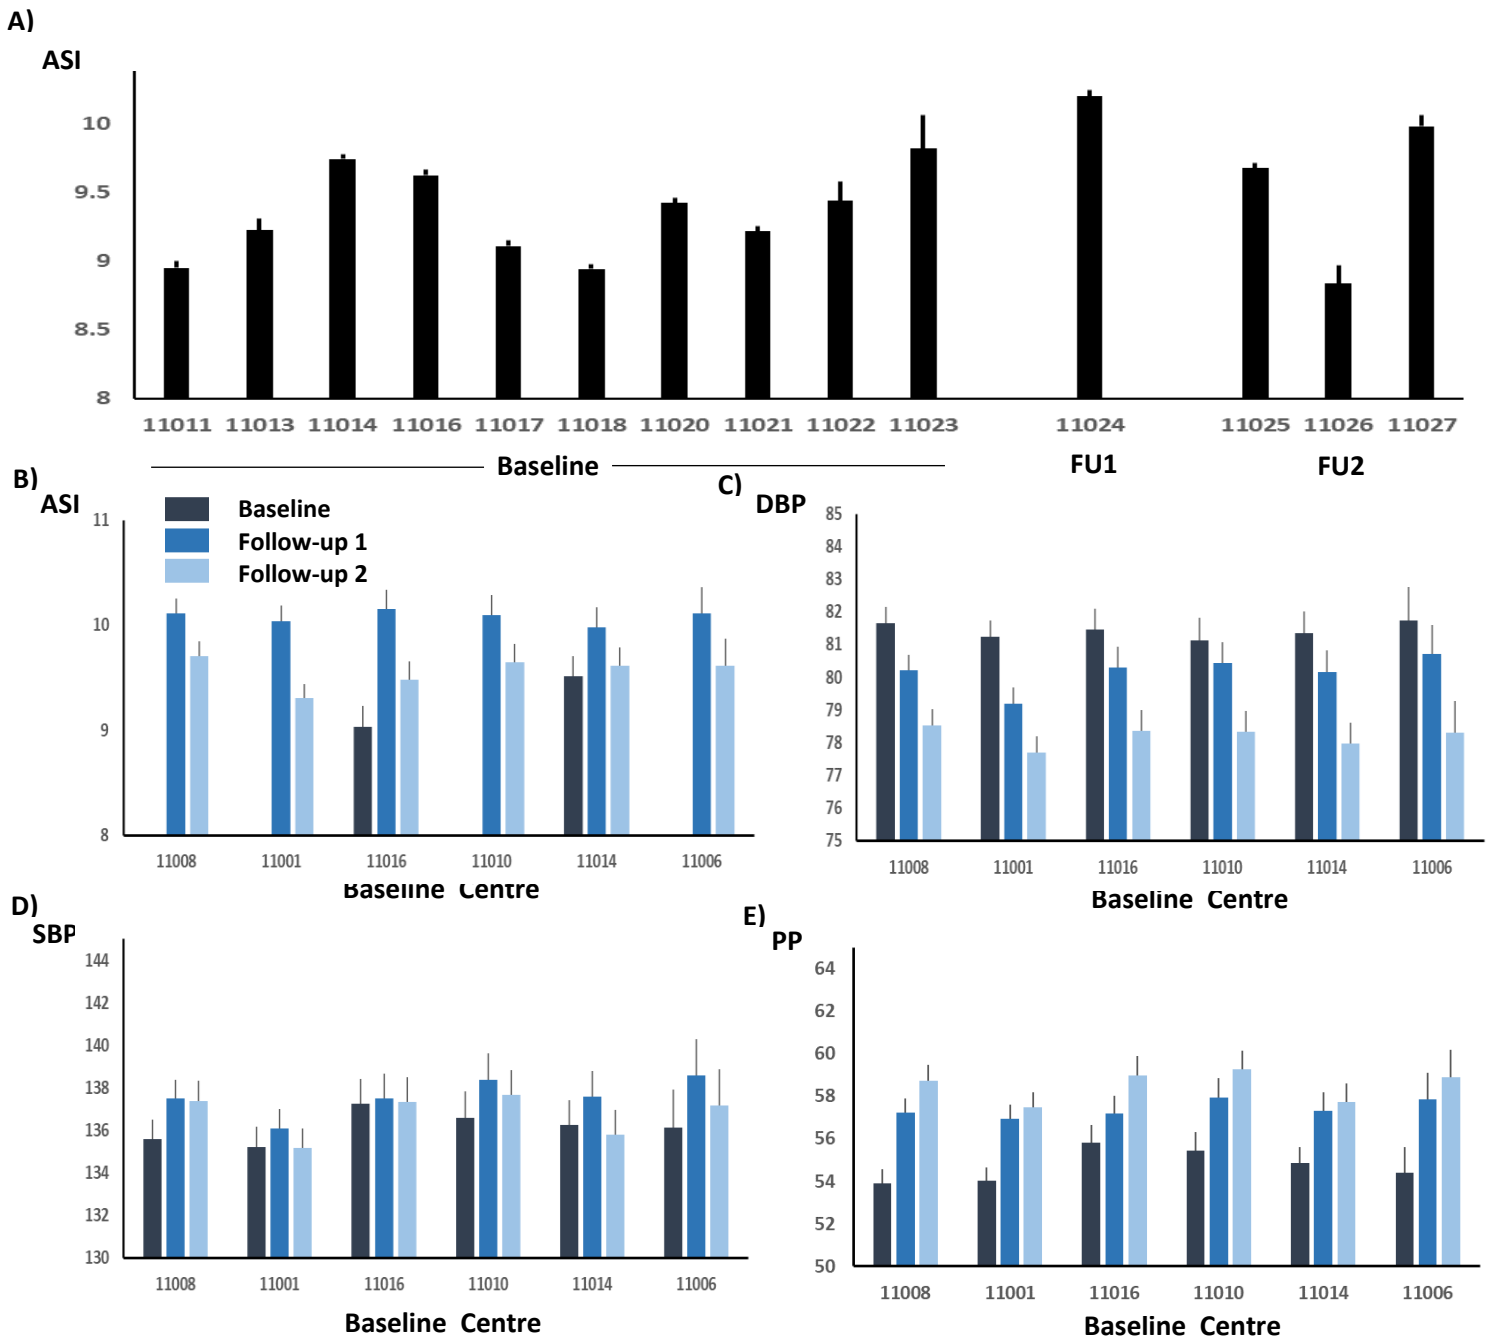 A)
ASI
10
9.5
9
8.5
8
11011 11013 11014 11016 11017 11018 11020 11021 11022 11023 11024 11025 11026 11027
Baseline FU1 FU2
B)
ASI
Baseline
Follow-up 1
Follow-up 2
11
10
9
8
11008 11001 11016 11010 11014 11006
Baseline Centre
C)
DBP
85
84
83
82
81
80
79
78
77
76
75
11008 11001 11016 11010 11014 11006
Baseline Centre
D)
SBP
144
142
140
138
136
134
132
130
11008 11001 11016 11010 11014 11006
Baseline Centre
E)
PP
64
62
60
58
56
54
52
50
11008 11001 11016 11010 11014 11006
Baseline Centre